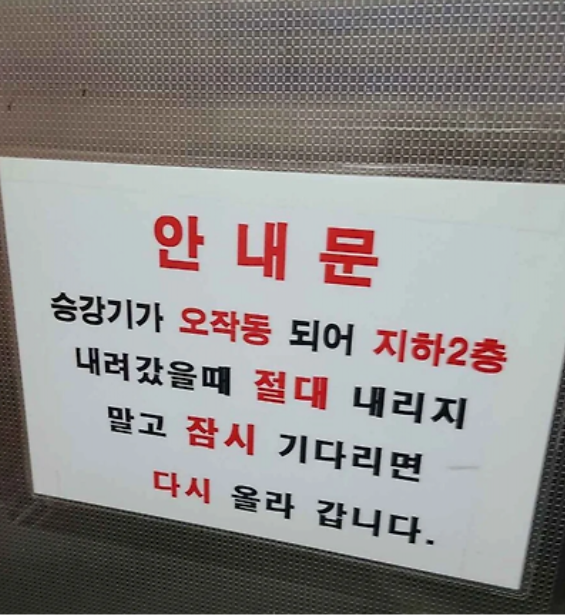 안내문
승강기가 오작동 되어 지하2층
내려갔을때 절대 내리지
말고 잠시 기다리면
다시 올라 갑니다.